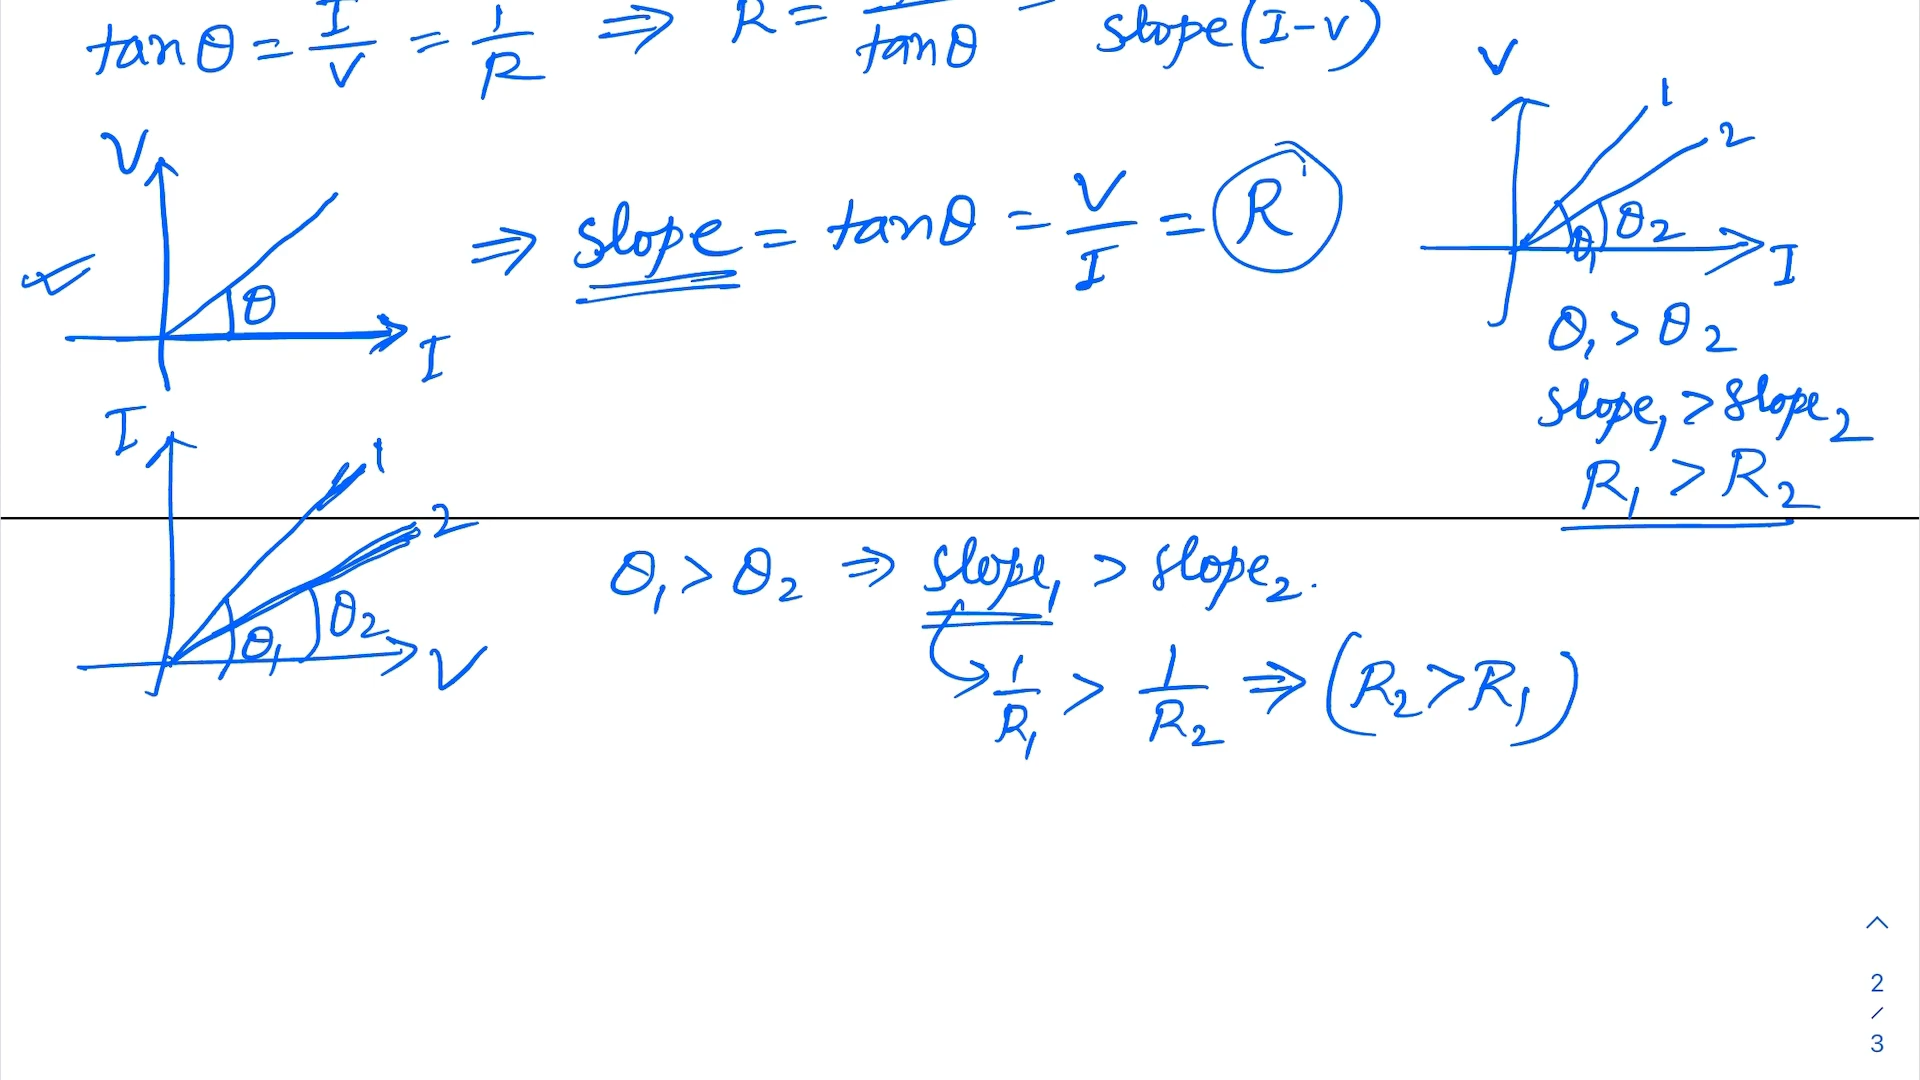 tanθ = I/V = 1/R ⇒ R = /tanθ = slope(I-V)
V
I
θ
⇒ slope = tanθ = V/I = R
V
1
2
θ1
θ2
I
θ1 > θ2
slope1 > slope2
R1 > R2
I
1
2
θ1
θ2
V
θ1 > θ2 ⇒ slope1 > slope2.
1/R1 > 1/R2 ⇒ (R2 > R1)
2
/
3